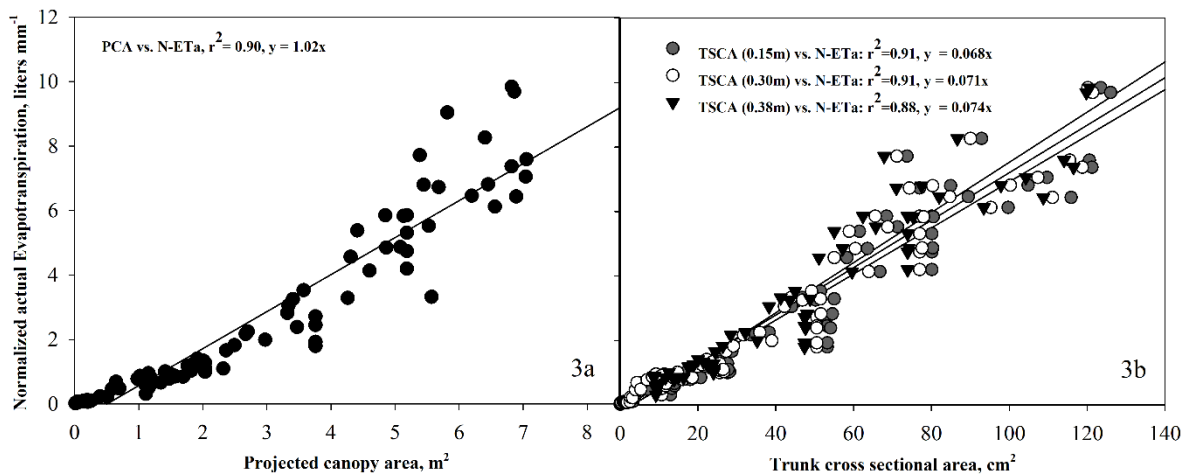 12
10
8
6
4
2
0
Normalized actual Evapotranspiration, liters mm⁻¹
PCA vs. N-ETa, r²= 0.90, y = 1.02x
3a
0 1 2 3 4 5 6 7 8
Projected canopy area, m²
TSCA (0.15m) vs. N-ETa: r²=0.91, y = 0.068x
TSCA (0.30m) vs. N-ETa: r²=0.91, y = 0.071x
TSCA (0.38m) vs. N-ETa: r²=0.88, y = 0.074x
3b
0 20 40 60 80 100 120 140
Trunk cross sectional area, cm²